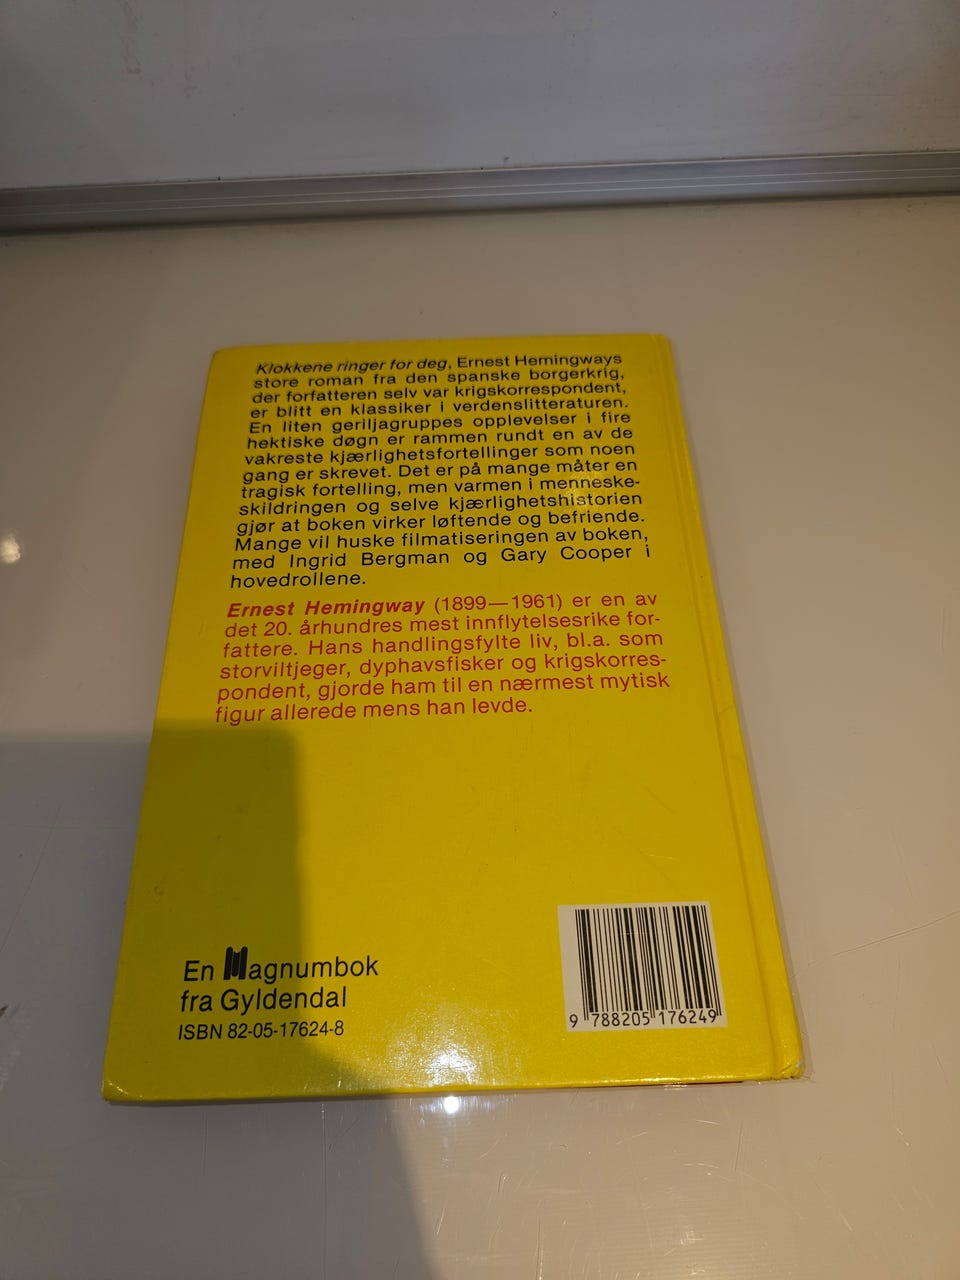 Klokkene ringer for deg, Ernest Hemingways
store roman fra den spanske borgerkrig,
der forfatteren selv var krigskorrespondent,
er blitt en klassiker i verdenslitteraturen.
En liten geriljagruppes opplevelser i fire
hektiske døgn er rammen rundt en av de
vakreste kjærlighetsfortellinger som noen
gang er skrevet. Det er på mange måter en
tragisk fortelling, men varmen i menneske-
skildringen og selve kjærlighetshistorien
gjør at boken virker løftende og befriende.
Mange vil huske filmatiseringen av boken,
med Ingrid Bergman og Gary Cooper i
hovedrollene.
Ernest Hemingway (1899—1961) er en av
det 20. århundres mest innflytelsesrike for-
fattere. Hans handlingsfylte liv, bl.a. som
storviltjeger, dyphavsfisker og krigskorres-
pondent, gjorde ham til en nærmest mytisk
figur allerede mens han levde.
En Magnumbok
fra Gyldendal
ISBN 82-05-17624-8
9 788205 176249